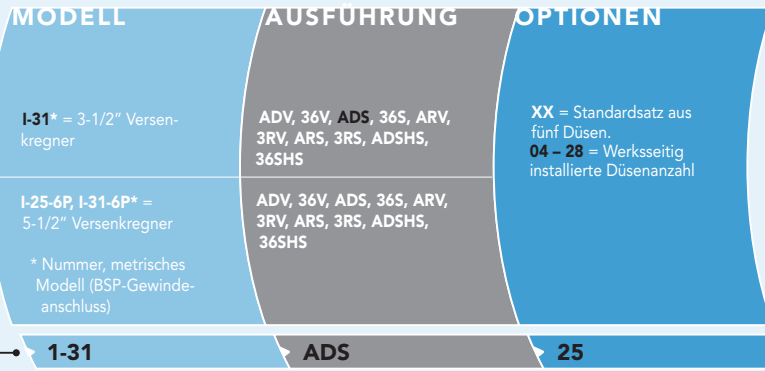 MODELL
AUSFÜHRUNG
OPTIONEN
I-31* = 3-1/2” Versen-
kregner
ADV, 36V, ADS, 36S, ARV,
3RV, ARS, 3RS, ADSHS,
36SHS
XX = Standardsatz aus
fünf Düsen.
04 – 28 = Werksseitig
installierte Düsenanzahl
I-25-6P, I-31-6P* =
5-1/2” Versenkregner
* Nummer, metrisches
Modell (BSP-Gewinde-
anschluss)
ADV, 36V, ADS, 36S, ARV,
3RV, ARS, 3RS, ADSHS,
36SHS
1-31
ADS
25